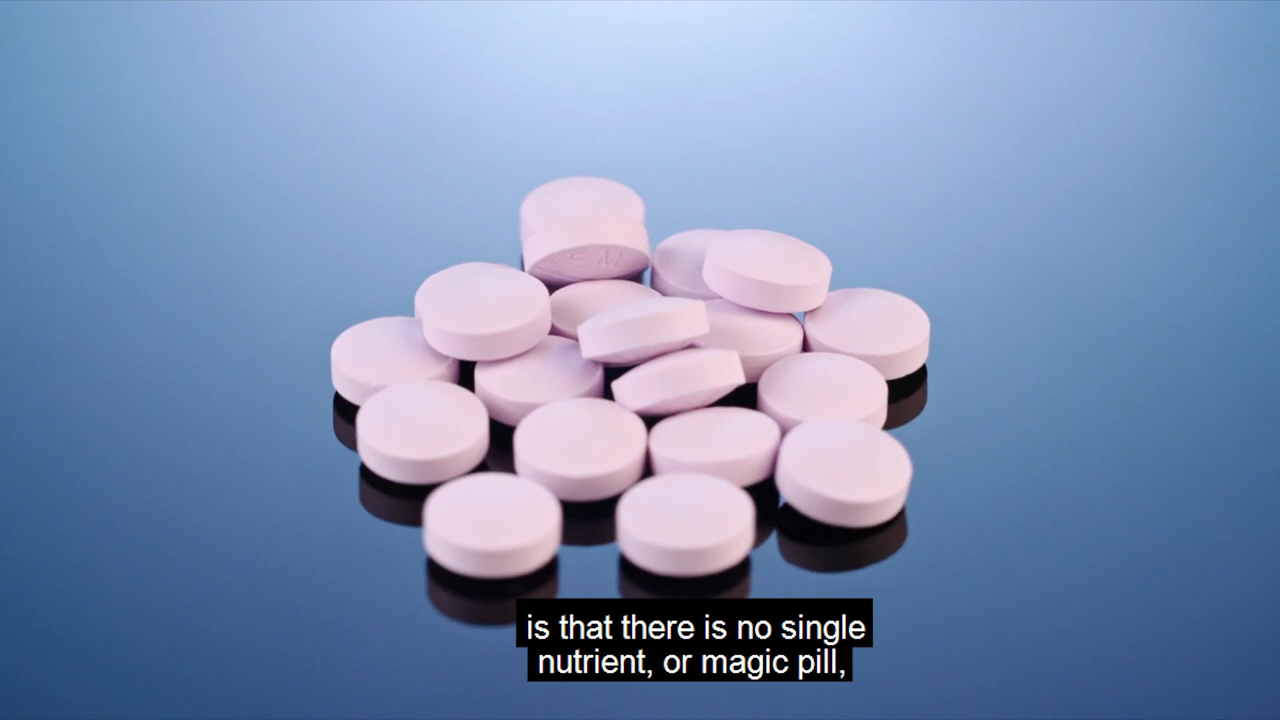 is that there is no single
nutrient, or magic pill,